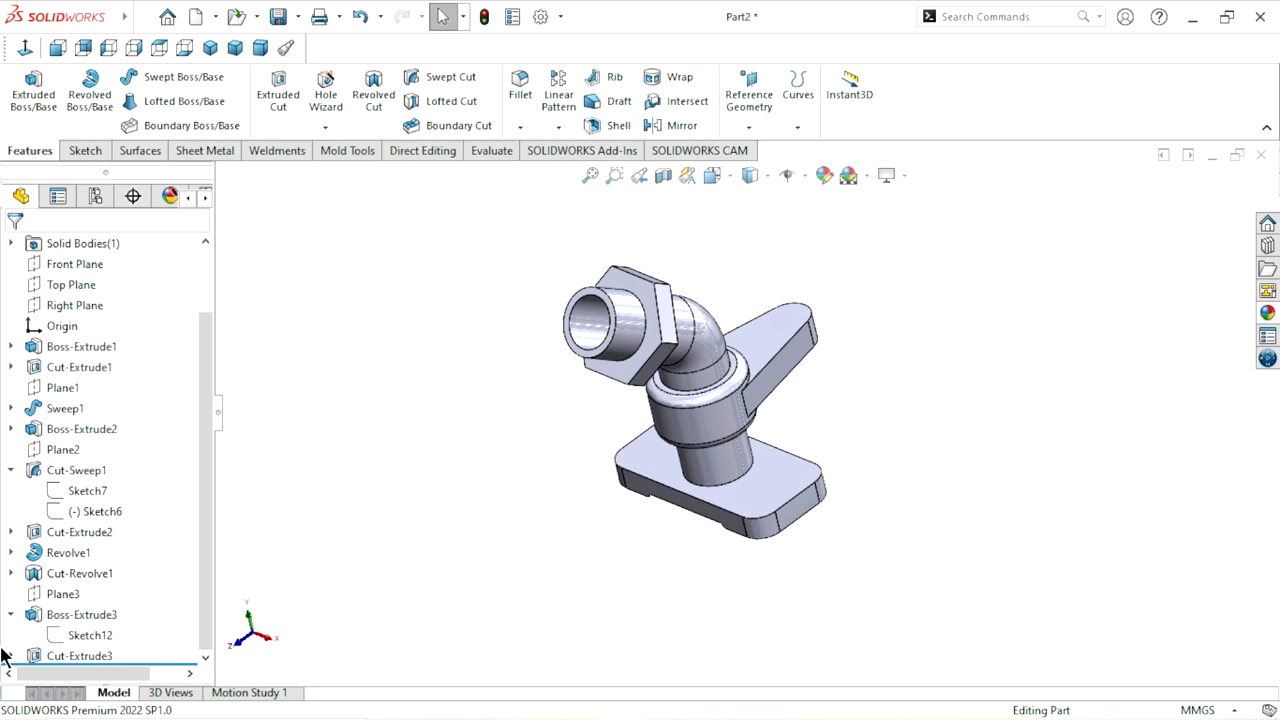 SOLIDWORKS
Part2 *
Search Commands
Extruded Boss/Base
Revolved Boss/Base
Swept Boss/Base
Lofted Boss/Base
Boundary Boss/Base
Extruded Cut
Hole Wizard
Revolved Cut
Swept Cut
Lofted Cut
Boundary Cut
Fillet
Linear Pattern
Rib
Draft
Shell
Wrap
Intersect
Mirror
Reference Geometry
Curves
Instant3D
Features
Sketch
Surfaces
Sheet Metal
Weldments
Mold Tools
Direct Editing
Evaluate
SOLIDWORKS Add-Ins
SOLIDWORKS CAM
Solid Bodies(1)
Front Plane
Top Plane
Right Plane
Origin
Boss-Extrude1
Cut-Extrude1
Plane1
Sweep1
Boss-Extrude2
Plane2
Cut-Sweep1
Sketch7
(-) Sketch6
Cut-Extrude2
Revolve1
Cut-Revolve1
Plane3
Boss-Extrude3
Sketch12
Cut-Extrude3
Y
Z
X
Model
3D Views
Motion Study 1
SOLIDWORKS Premium 2022 SP1.0
Editing Part
MMGS